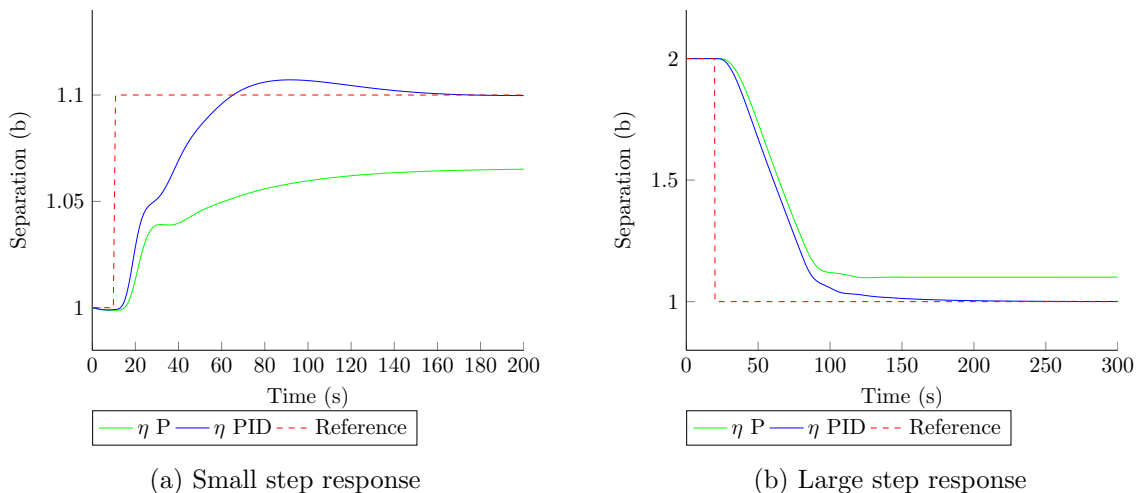 1.1
1.05
1
Separation (b)
0 20 40 60 80 100 120 140 160 180 200
Time (s)
η P η PID Reference
(a) Small step response
2
1.5
1
Separation (b)
0 50 100 150 200 250 300
Time (s)
η P η PID Reference
(b) Large step response